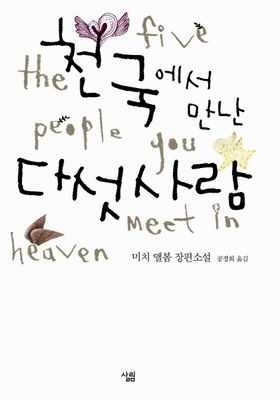 five
the
천국에서
만난
people you
다섯사람
meet in
heaven
미치 앨봄 장편소설 공경희 옮김
살림